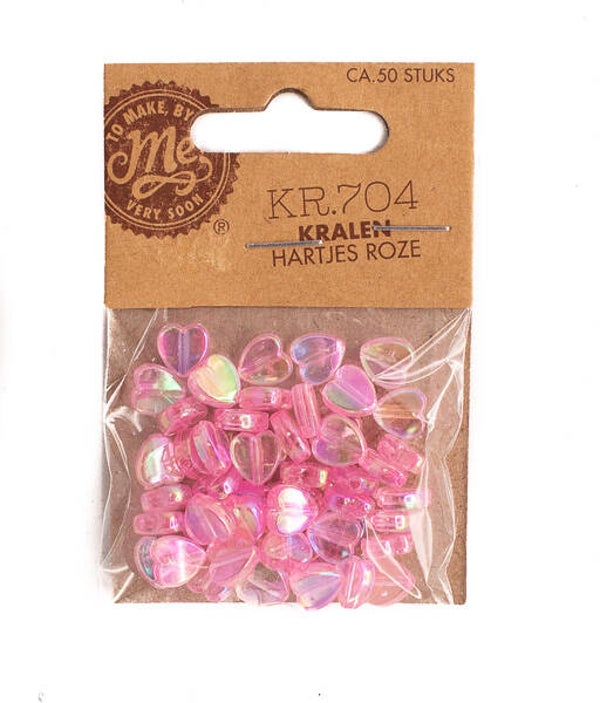 CA.50 STUKS
TO MAKE, BY
Me
VERY SOON
®
KR.704
KRALEN
HARTJES ROZE